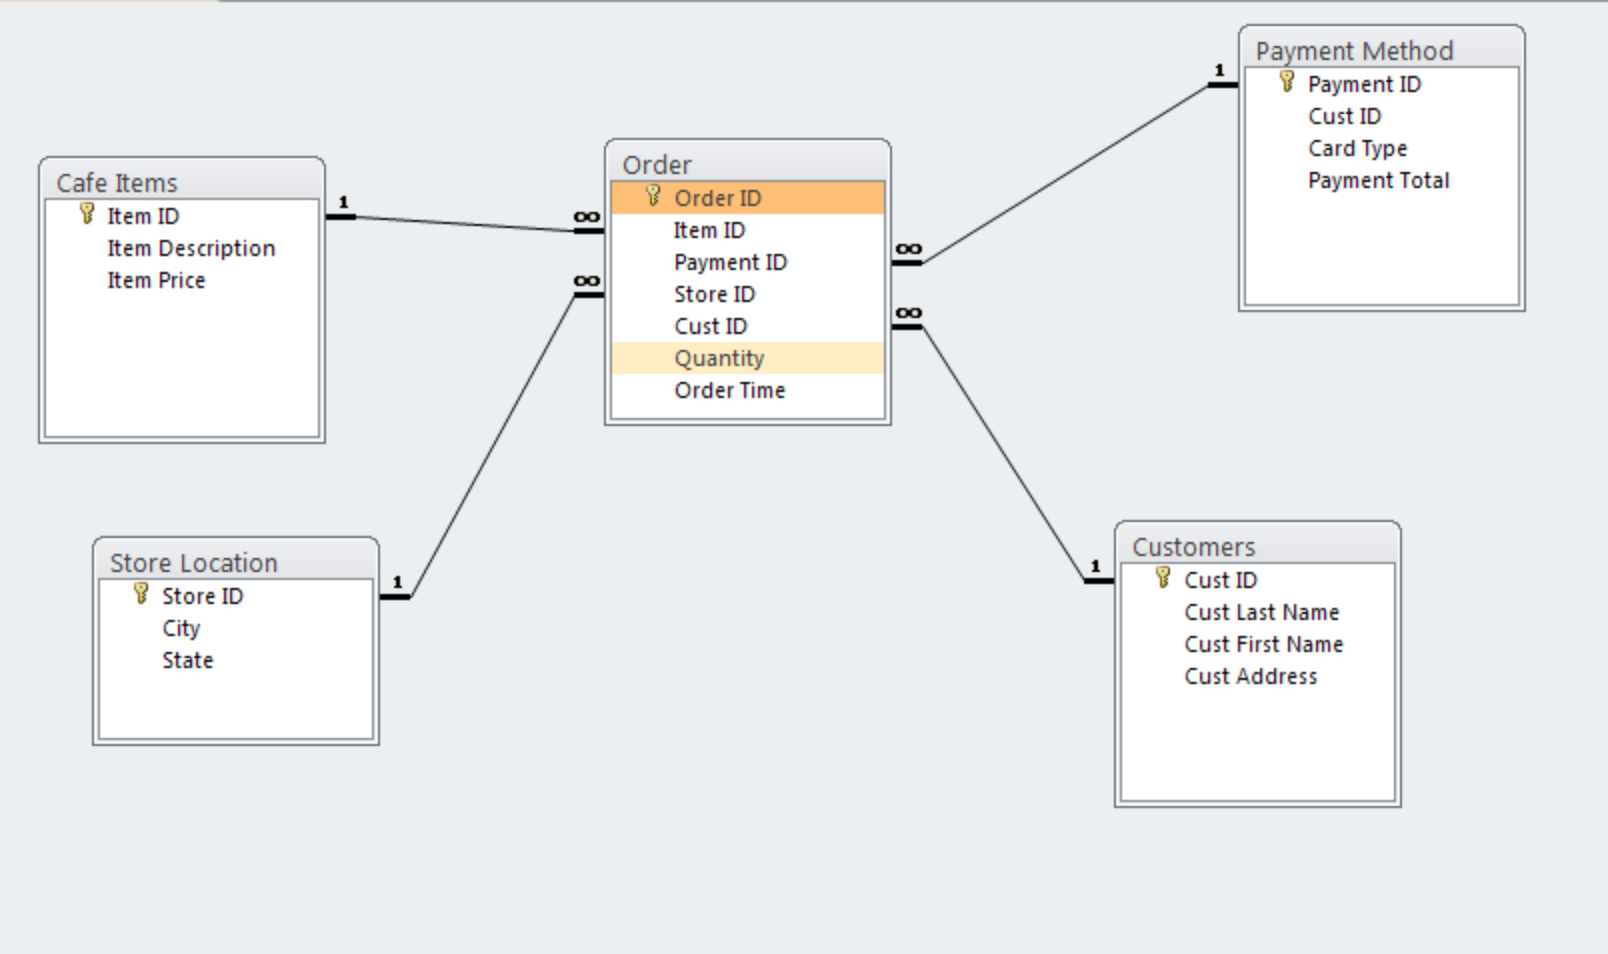 Payment Method
1
Payment ID
Cust ID
Card Type
Payment Total
Cafe Items
1
Item ID
Item Description
Item Price
Order
Order ID
∞
Item ID
∞
Payment ID
∞
Store ID
∞
Cust ID
Quantity
Order Time
Store Location
1
Store ID
City
State
Customers
1
Cust ID
Cust Last Name
Cust First Name
Cust Address